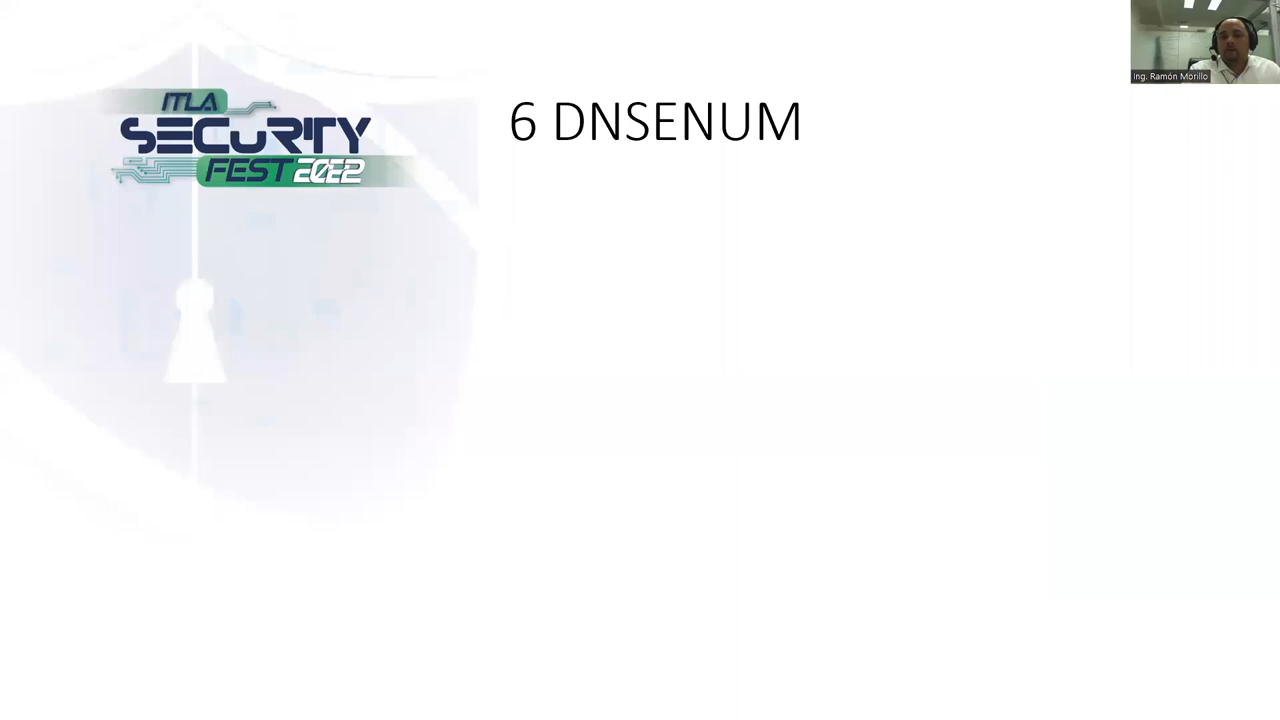 ITLA
SECURITY
FEST 2022
6 DNSENUM
Ing. Ramón Morillo